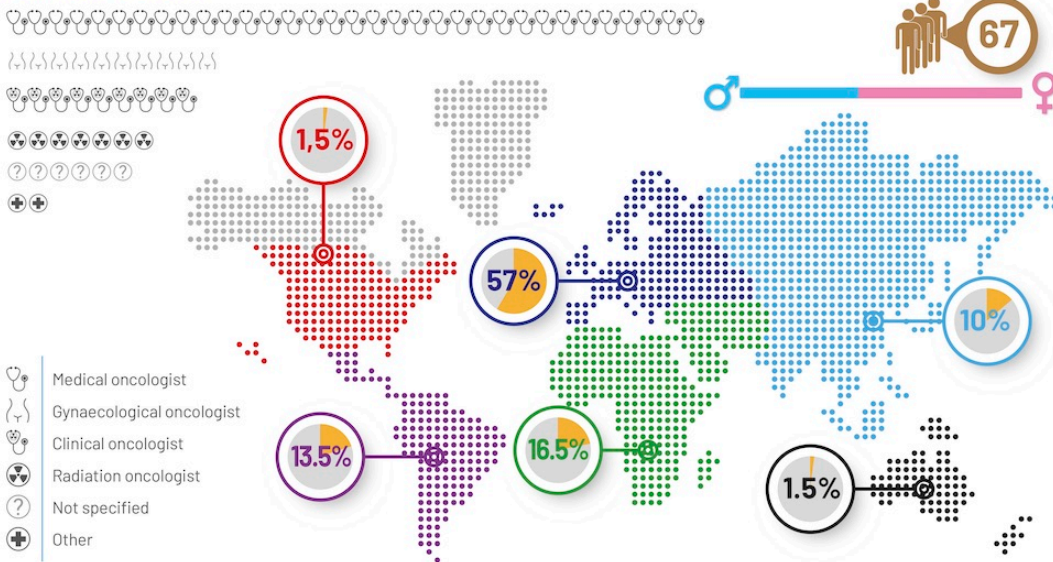 67
1,5%
57%
10%
13.5%
16.5%
1.5%
Medical oncologist
Gynaecological oncologist
Clinical oncologist
Radiation oncologist
Not specified
Other